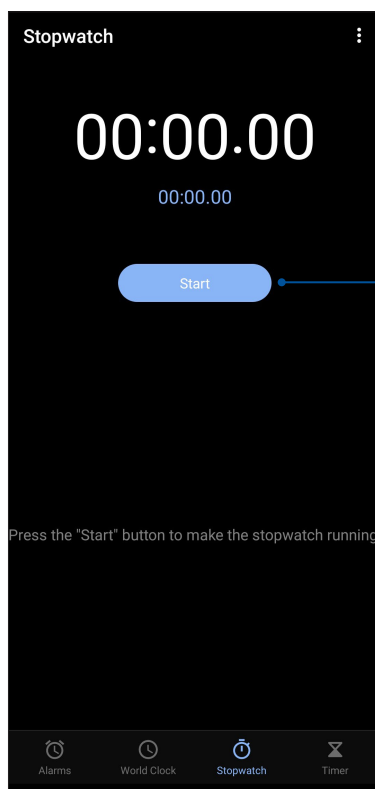 Stopwatch
00:00.00
00:00.00
Start
Press the "Start" button to make the stopwatch running
Alarms World Clock Stopwatch Timer